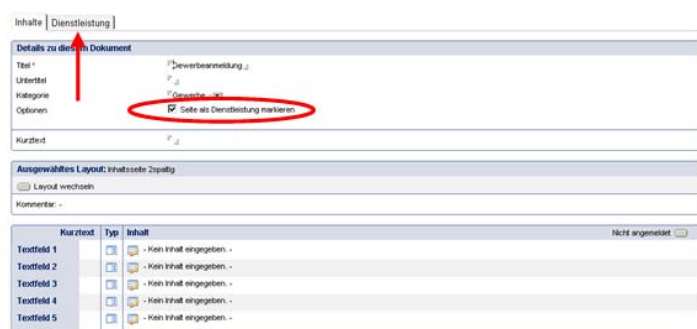 Inhalte Dienstleistung
Details zu diesem Dokument
Titel * Gewerbeanmeldung
Untertitel
Kategorie Gewerbe
Optionen Seite als Dienstleistung markieren
Kurztext
Ausgewähltes Layout: Inhaltsseite 2spaltig
Layout wechseln
Kommentar: -
Kurztext Typ Inhalt Nicht angemeldet
Textfeld 1 - Kein Inhalt eingegeben. -
Textfeld 2 - Kein Inhalt eingegeben. -
Textfeld 3 - Kein Inhalt eingegeben. -
Textfeld 4 - Kein Inhalt eingegeben. -
Textfeld 5 - Kein Inhalt eingegeben. -